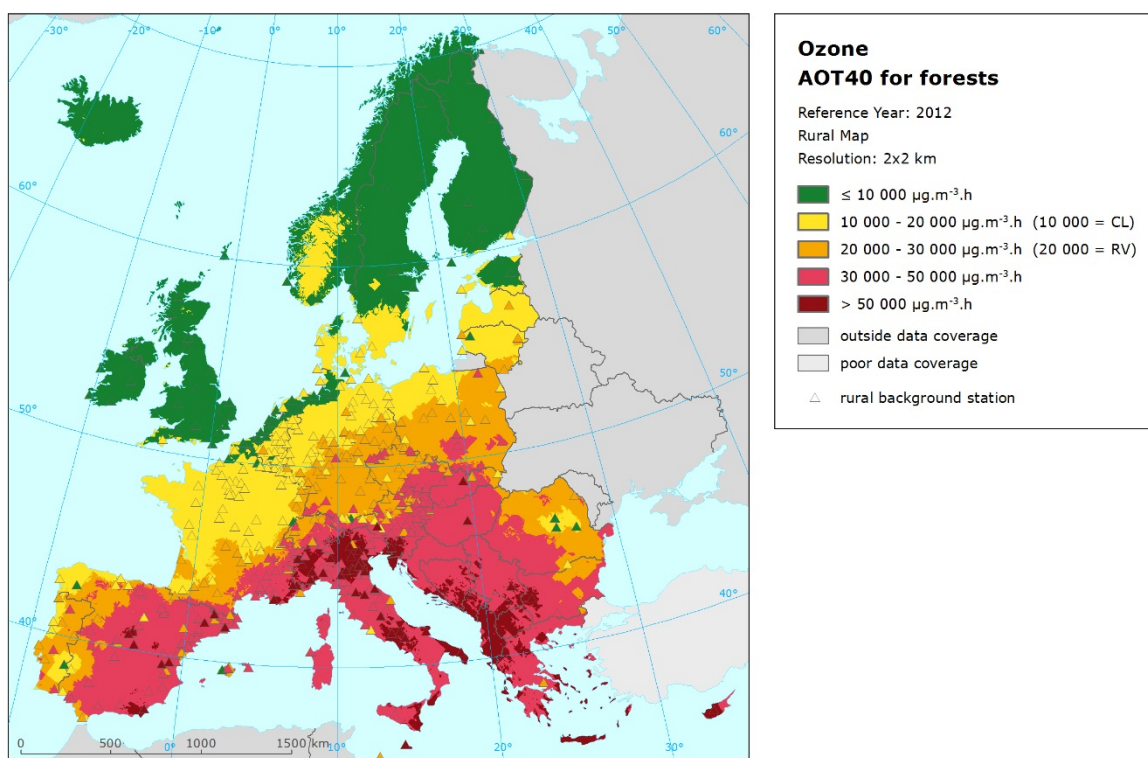 -30° -20° -10° 0° 10° 20° 30° 40° 50° 60°
60°
60°
50°
50°
50°
40°
40°
0 500 1000 1500 km
0° 10° 20° 30°
Ozone
AOT40 for forests
Reference Year: 2012
Rural Map
Resolution: 2x2 km
≤ 10 000 µg.m⁻³.h
10 000 - 20 000 µg.m⁻³.h (10 000 = CL)
20 000 - 30 000 µg.m⁻³.h (20 000 = RV)
30 000 - 50 000 µg.m⁻³.h
> 50 000 µg.m⁻³.h
outside data coverage
poor data coverage
rural background station